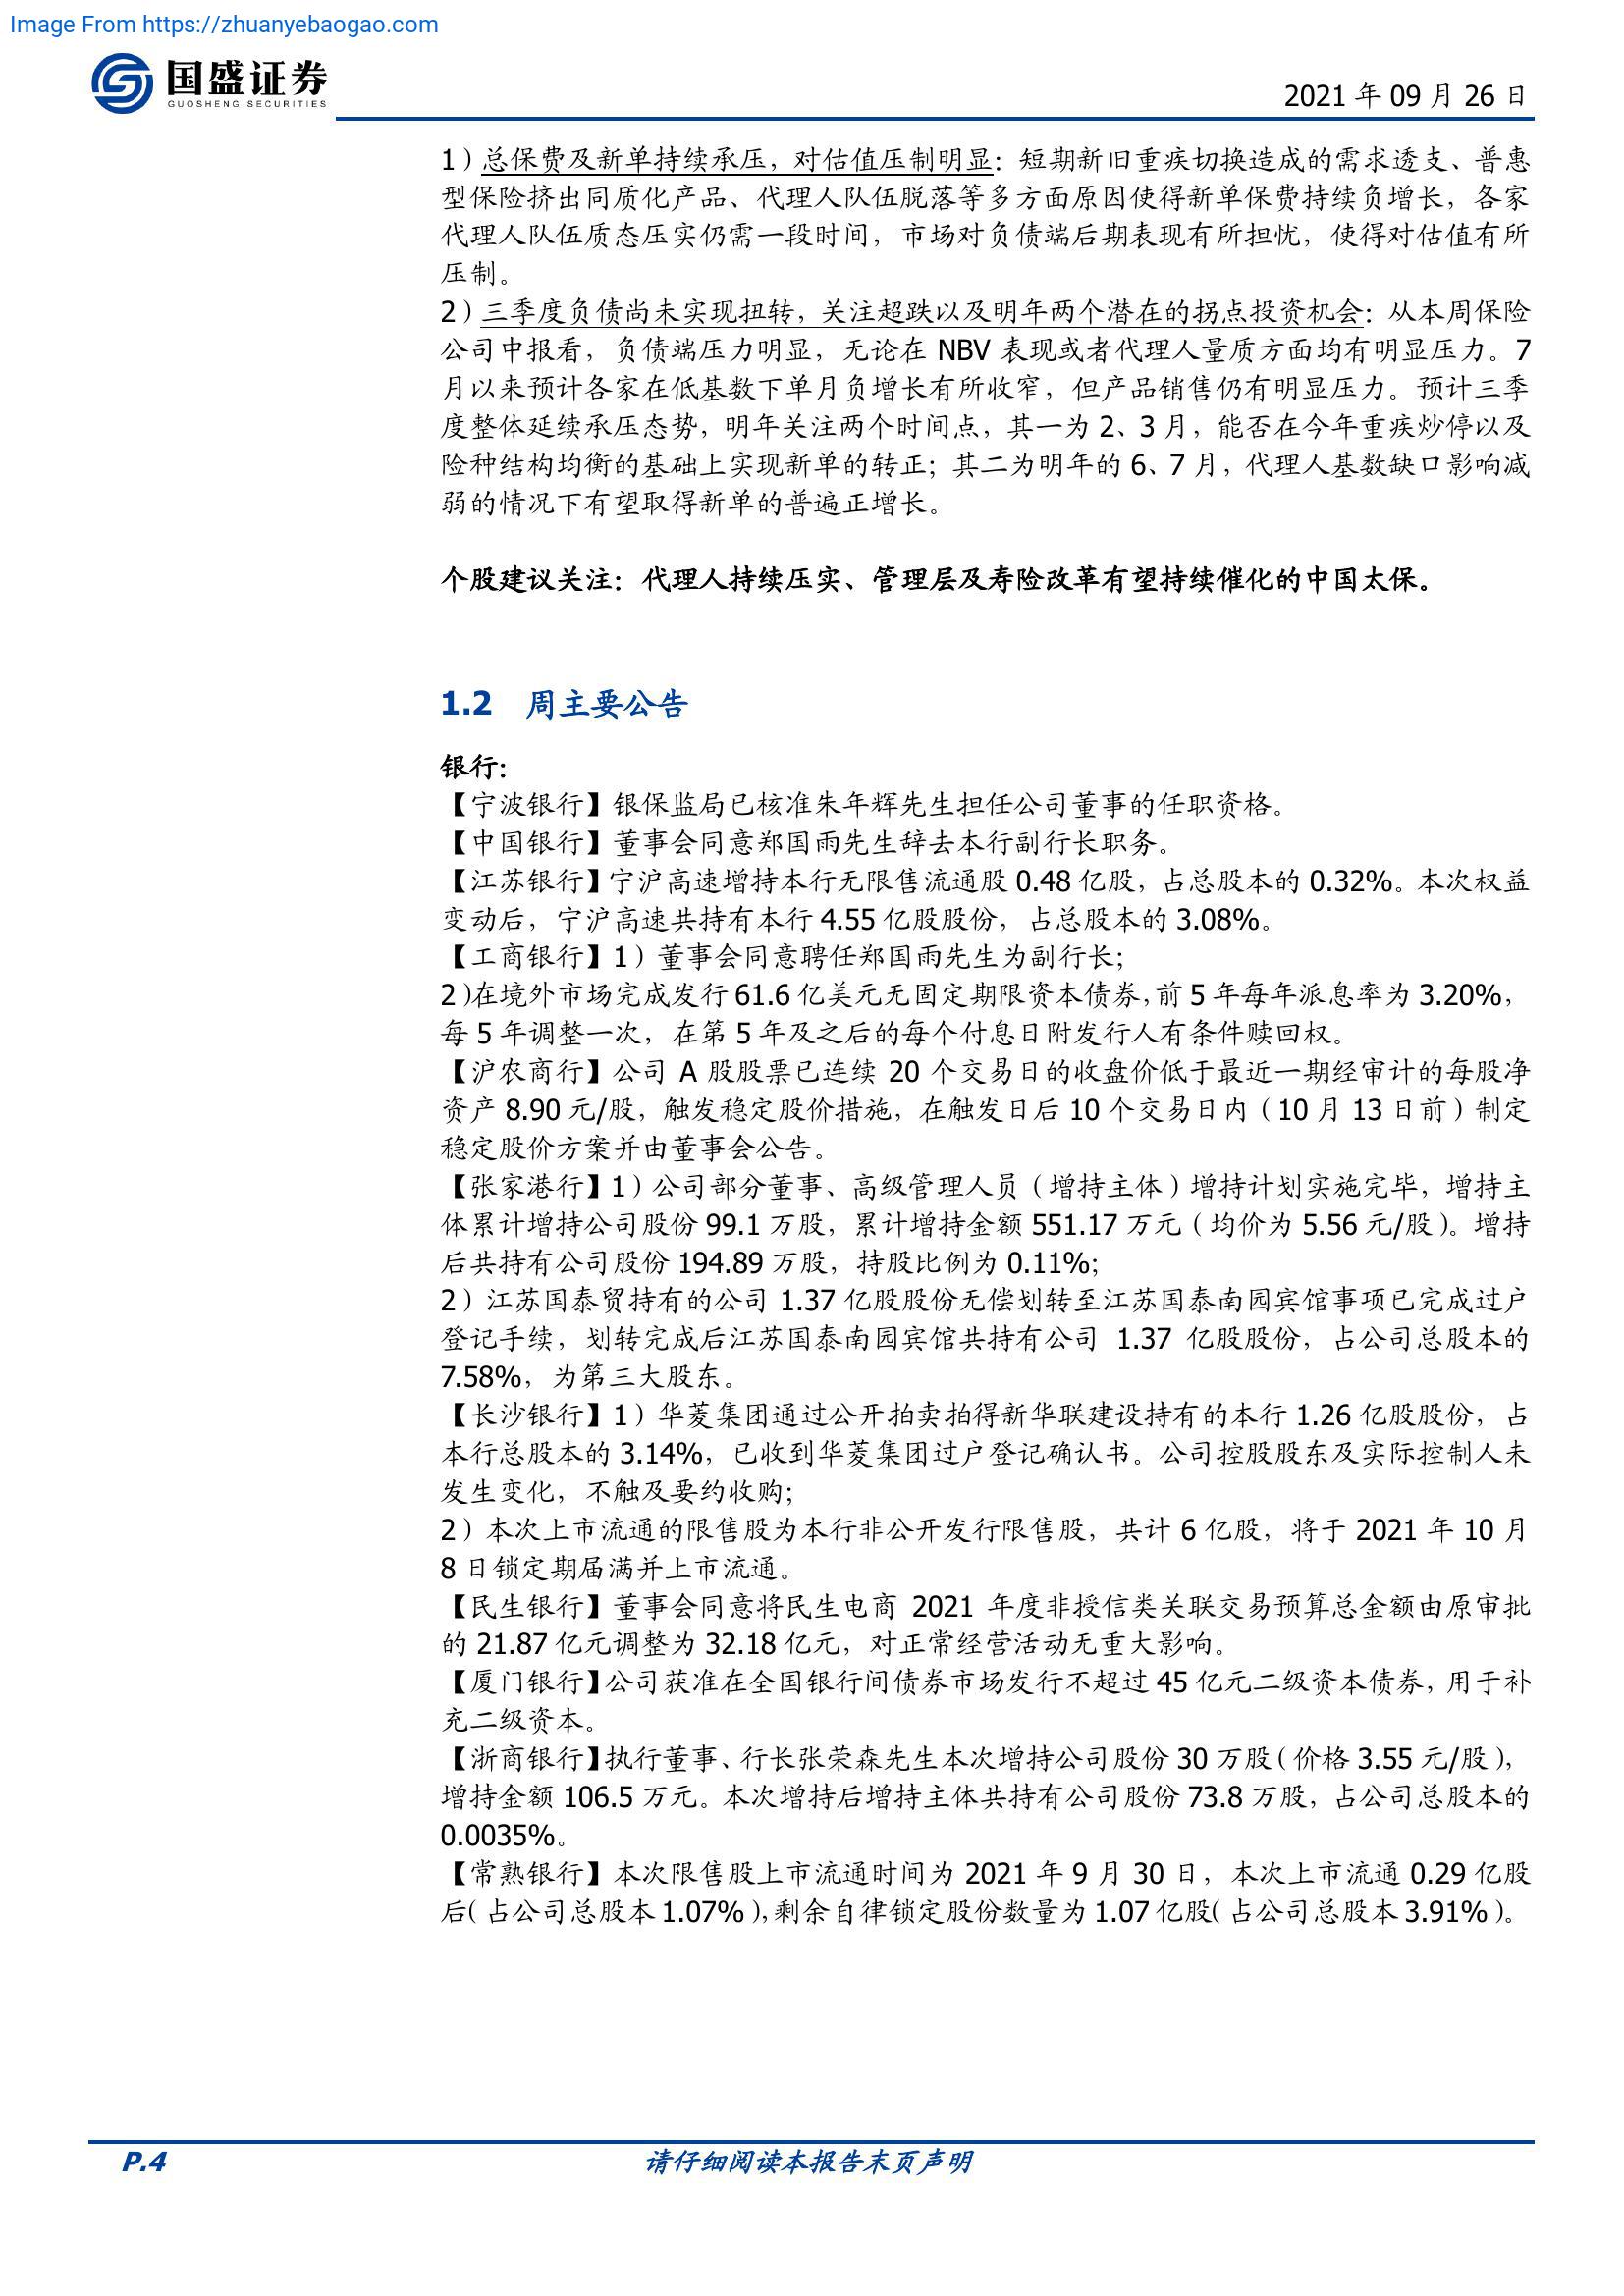 Image From https://zhuanyebaogao.com
国盛证券
GUOSHENG SECURITIES
2021 年 09 月 26 日
1）总保费及新单持续承压，对估值压制明显：短期新旧重疾切换造成的需求透支、普惠
型保险挤出同质化产品、代理人队伍脱落等多方面原因使得新单保费持续负增长，各家
代理人队伍质态压实仍需一段时间，市场对负债端后期表现有所担忧，使得对估值有所
压制。
2）三季度负债尚未实现扭转，关注超跌以及明年两个潜在的拐点投资机会：从本周保险
公司中报看，负债端压力明显，无论在 NBV 表现或者代理人量质方面均有明显压力。7
月以来预计各家在低基数下单月负增长有所收窄，但产品销售仍有明显压力。预计三季
度整体延续承压态势，明年关注两个时间点，其一为 2、3 月，能否在今年重疾炒停以及
险种结构均衡的基础上实现新单的转正；其二为明年的 6、7 月，代理人基数缺口影响减
弱的情况下有望取得新单的普遍正增长。
个股建议关注：代理人持续压实、管理层及寿险改革有望持续催化的中国太保。
1.2 周主要公告
银行：
【宁波银行】银保监局已核准朱年辉先生担任公司董事的任职资格。
【中国银行】董事会同意郑国雨先生辞去本行副行长职务。
【江苏银行】宁沪高速增持本行无限售流通股 0.48 亿股，占总股本的 0.32%。本次权益
变动后，宁沪高速共持有本行 4.55 亿股股份，占总股本的 3.08%。
【工商银行】1）董事会同意聘任郑国雨先生为副行长；
2）在境外市场完成发行 61.6 亿美元无固定期限资本债券，前 5 年每年派息率为 3.20%，
每 5 年调整一次，在第 5 年及之后的每个付息日附发行人有条件赎回权。
【沪农商行】公司 A 股股票已连续 20 个交易日的收盘价低于最近一期经审计的每股净
资产 8.90 元/股，触发稳定股价措施，在触发日后 10 个交易日内（10 月 13 日前）制定
稳定股价方案并由董事会公告。
【张家港行】1）公司部分董事、高级管理人员（增持主体）增持计划实施完毕，增持主
体累计增持公司股份 99.1 万股，累计增持金额 551.17 万元（均价为 5.56 元/股）。增持
后共持有公司股份 194.89 万股，持股比例为 0.11%；
2）江苏国泰贸持有的公司 1.37 亿股股份无偿划转至江苏国泰南园宾馆事项已完成过户
登记手续，划转完成后江苏国泰南园宾馆共持有公司 1.37 亿股股份，占公司总股本的
7.58%，为第三大股东。
【长沙银行】1）华菱集团通过公开拍卖拍得新华联建设持有的本行 1.26 亿股股份，占
本行总股本的 3.14%，已收到华菱集团过户登记确认书。公司控股股东及实际控制人未
发生变化，不触及要约收购；
2）本次上市流通的限售股为本行非公开发行限售股，共计 6 亿股，将于 2021 年 10 月
8 日锁定期届满并上市流通。
【民生银行】董事会同意将民生电商 2021 年度非授信类关联交易预算总金额由原审批
的 21.87 亿元调整为 32.18 亿元，对正常经营活动无重大影响。
【厦门银行】公司获准在全国银行间债券市场发行不超过 45 亿元二级资本债券，用于补
充二级资本。
【浙商银行】执行董事、行长张荣森先生本次增持公司股份 30 万股（价格 3.55 元/股），
增持金额 106.5 万元。本次增持后增持主体共持有公司股份 73.8 万股，占公司总股本的
0.0035%。
【常熟银行】本次限售股上市流通时间为 2021 年 9 月 30 日，本次上市流通 0.29 亿股
后（占公司总股本 1.07%），剩余自律锁定股份数量为 1.07 亿股（占公司总股本 3.91%）。
P.4
请仔细阅读本报告末页声明